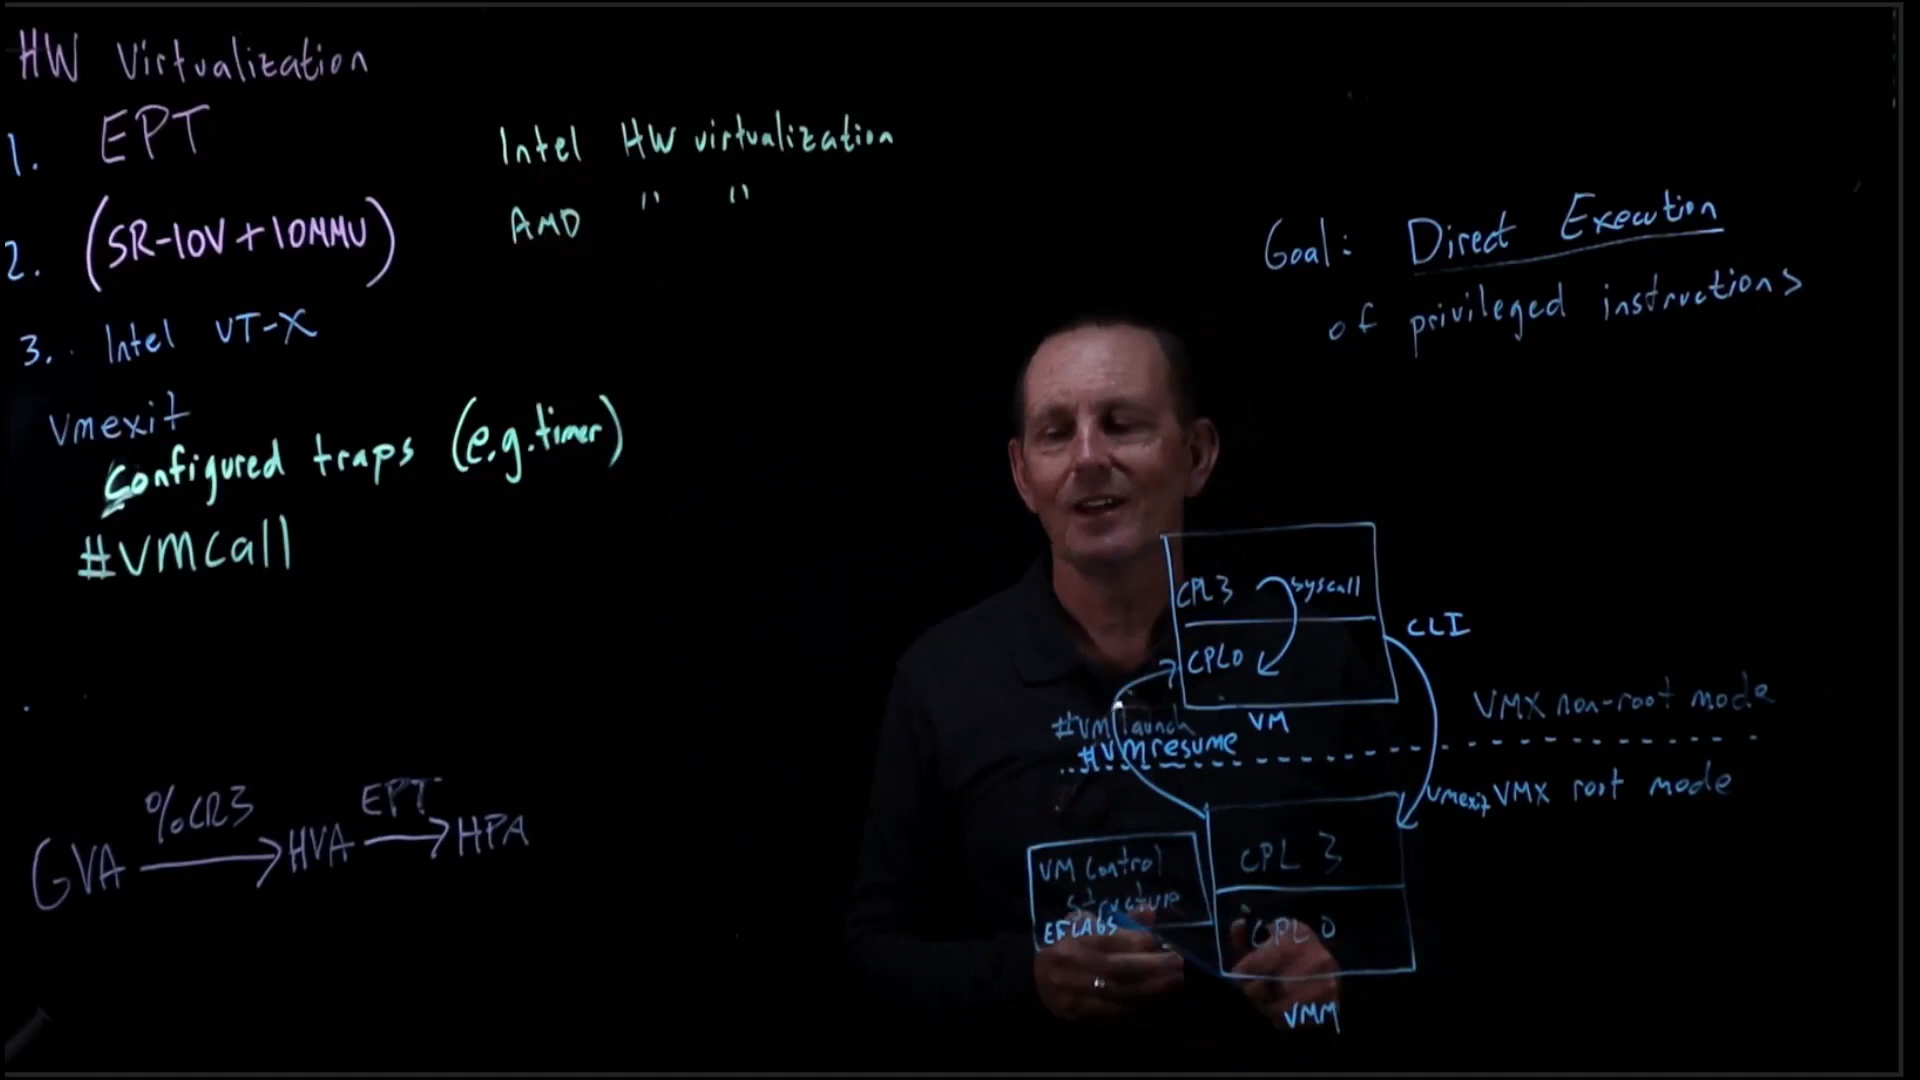 HW Virtualization
1. EPT
2. (SR-IOV + IOMMU)
3. Intel VT-X
vmexit
Configured traps (e.g. timer)
#VMCall
Intel HW virtualization
AMD " "
Goal: Direct Execution
of privileged instructions
CPL 3 syscall
CPL0
CLI
VM
#VMlaunch
#VMresume
VMX non-root mode
vmexit VMX root mode
VM Control
Structure
EFLAGS
CPL 3
CPL 0
VMM
GVA %CR3 HVA EPT HPA